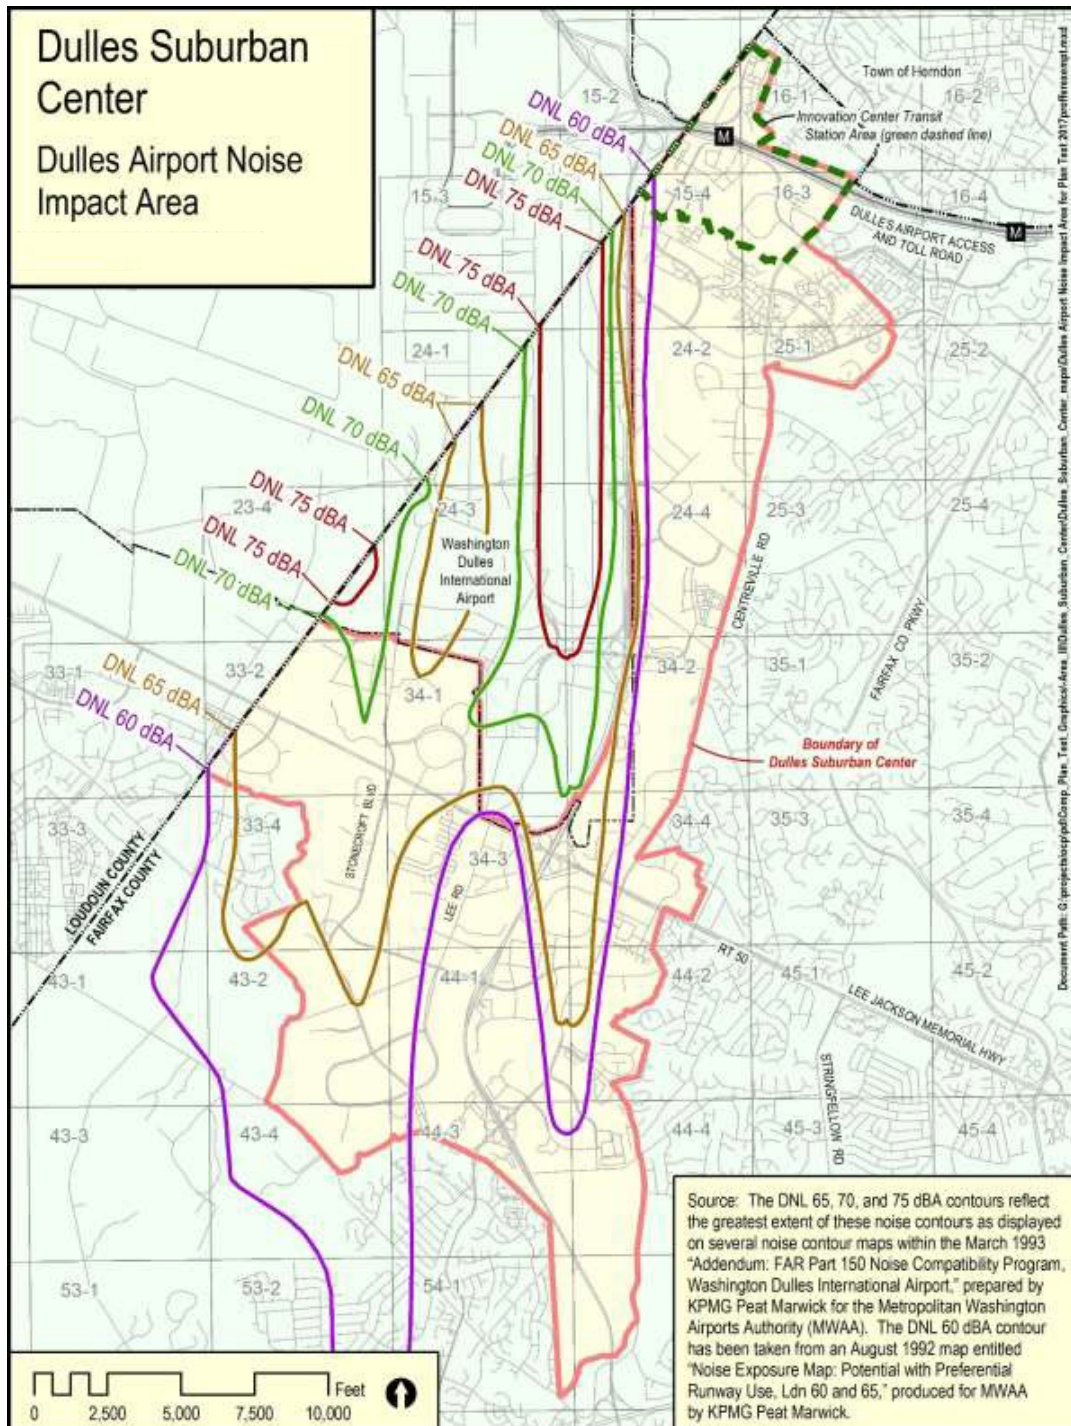 Dulles Suburban
Center
Dulles Airport Noise
Impact Area
Town of Herndon
15-2
16-1
16-2
Innovation Center Transit
Station Area (green dashed line)
M
DNL 60 dBA
DNL 65 dBA
DNL 70 dBA
DNL 75 dBA
15-3
15-4
16-3
16-4
DULLES AIRPORT ACCESS
AND TOLL ROAD
M
DNL 75 dBA
DNL 70 dBA
24-1
24-2
25-1
25-2
DNL 65 dBA
DNL 70 dBA
DNL 75 dBA
DNL 75 dBA
DNL 70 dBA
23-4
24-3
24-4
25-3
25-4
Washington
Dulles
International
Airport
CENTREVILLE RD
FAIRFAX CO PKWY
33-1
33-2
34-1
34-2
35-1
35-2
DNL 65 dBA
DNL 60 dBA
Boundary of
Dulles Suburban Center
STONECROFT BLVD
33-3
33-4
34-3
34-4
35-3
35-4
LOUDOUN COUNTY
FAIRFAX COUNTY
LEE RD
RT 50
43-1
43-2
44-1
44-2
45-1
45-2
LEE JACKSON MEMORIAL HWY
STRINGFELLOW RD
43-3
43-4
44-3
44-4
45-3
45-4
53-1
53-2
54-1
Source: The DNL 65, 70, and 75 dBA contours reflect
the greatest extent of these noise contours as displayed
on several noise contour maps within the March 1993
"Addendum: FAR Part 150 Noise Compatibility Program,
Washington Dulles International Airport," prepared by
KPMG Peat Marwick for the Metropolitan Washington
Airports Authority (MWAA). The DNL 60 dBA contour
has been taken from an August 1992 map entitled
"Noise Exposure Map: Potential with Preferential
Runway Use, Ldn 60 and 65," produced for MWAA
by KPMG Peat Marwick.
Feet
0 2,500 5,000 7,500 10,000